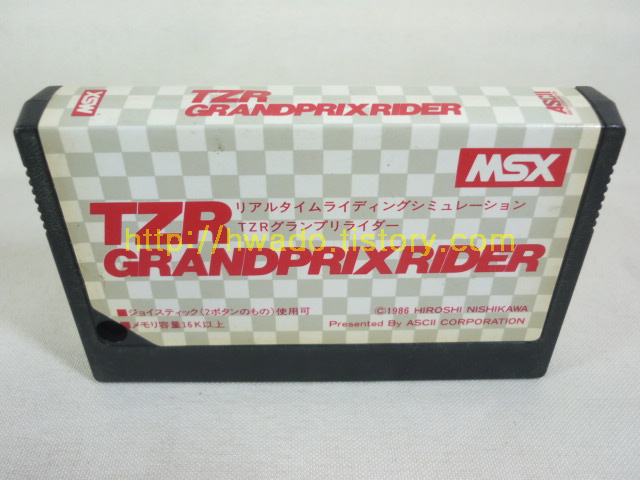 MSX
TZR
GRANDPRIXRIDER
ASCII
MSX
TZR
リアルタイムライディングシミュレーション
TZRグランプリライダー
GRANDPRIXRIDER
http://hwado.tistory.com
■ジョイスティック(2ボタンのもの)使用可
■メモリ容量16K以上
©1986 HIROSHI NISHIKAWA
Presented By ASCII CORPORATION